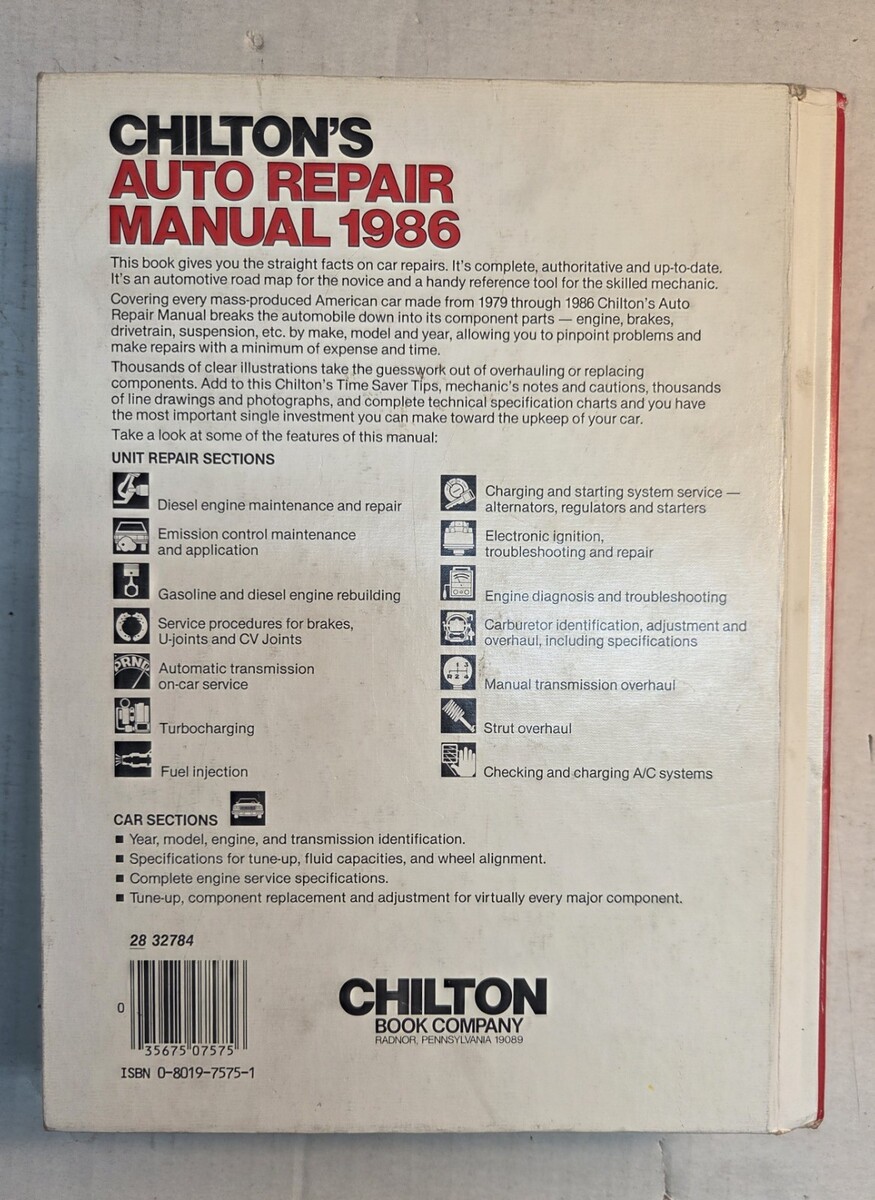 CHILTON'S
AUTO REPAIR
MANUAL 1986
This book gives you the straight facts on car repairs. It's complete, authoritative and up-to-date.
It's an automotive road map for the novice and a handy reference tool for the skilled mechanic.
Covering every mass-produced American car made from 1979 through 1986 Chilton's Auto
Repair Manual breaks the automobile down into its component parts — engine, brakes,
drivetrain, suspension, etc. by make, model and year, allowing you to pinpoint problems and
make repairs with a minimum of expense and time.
Thousands of clear illustrations take the guesswork out of overhauling or replacing
components. Add to this Chilton's Time Saver Tips, mechanic's notes and cautions, thousands
of line drawings and photographs, and complete technical specification charts and you have
the most important single investment you can make toward the upkeep of your car.
Take a look at some of the features of this manual:
UNIT REPAIR SECTIONS
Diesel engine maintenance and repair
Emission control maintenance
and application
Gasoline and diesel engine rebuilding
Service procedures for brakes,
U-joints and CV Joints
PRND
Automatic transmission
on-car service
Turbocharging
Fuel injection
Charging and starting system service —
alternators, regulators and starters
Electronic ignition,
troubleshooting and repair
Engine diagnosis and troubleshooting
Carburetor identification, adjustment and
overhaul, including specifications
1 3
R 2 4
Manual transmission overhaul
Strut overhaul
Checking and charging A/C systems
CAR SECTIONS
■ Year, model, engine, and transmission identification.
■ Specifications for tune-up, fluid capacities, and wheel alignment.
■ Complete engine service specifications.
■ Tune-up, component replacement and adjustment for virtually every major component.
28 32784
0 35675 07575
ISBN 0-8019-7575-1
CHILTON
BOOK COMPANY
RADNOR, PENNSYLVANIA 19089